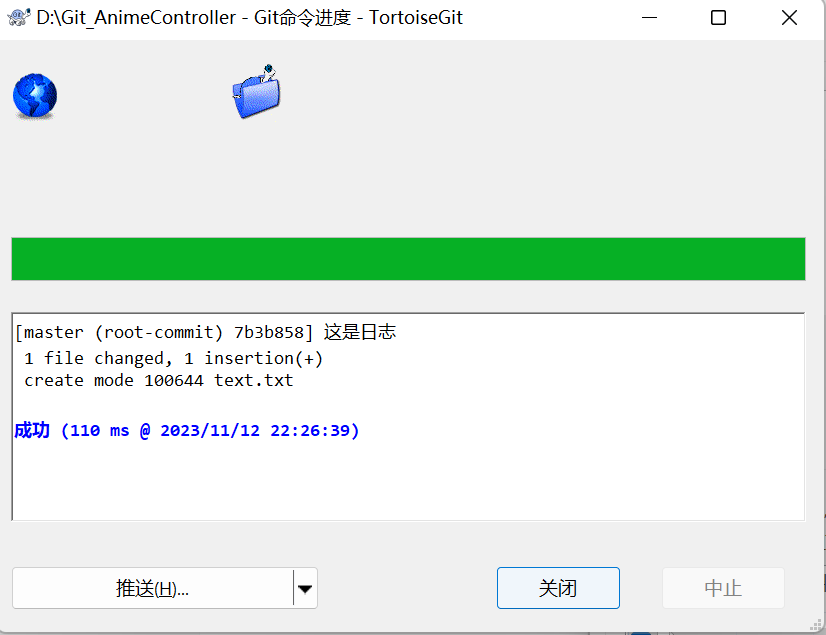 D:\Git_AnimeController - Git命令进度 - TortoiseGit
[master (root-commit) 7b3b858] 这是日志
1 file changed, 1 insertion(+)
create mode 100644 text.txt
成功 (110 ms @ 2023/11/12 22:26:39)
推送(H)...
关闭
中止